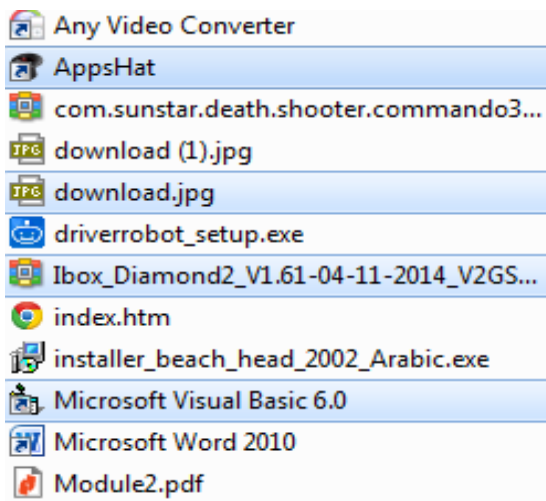 Any Video Converter
AppsHat
com.sunstar.death.shooter.commando3...
download (1).jpg
download.jpg
driverrobot_setup.exe
Ibox_Diamond2_V1.61-04-11-2014_V2GS...
index.htm
installer_beach_head_2002_Arabic.exe
Microsoft Visual Basic 6.0
Microsoft Word 2010
Module2.pdf